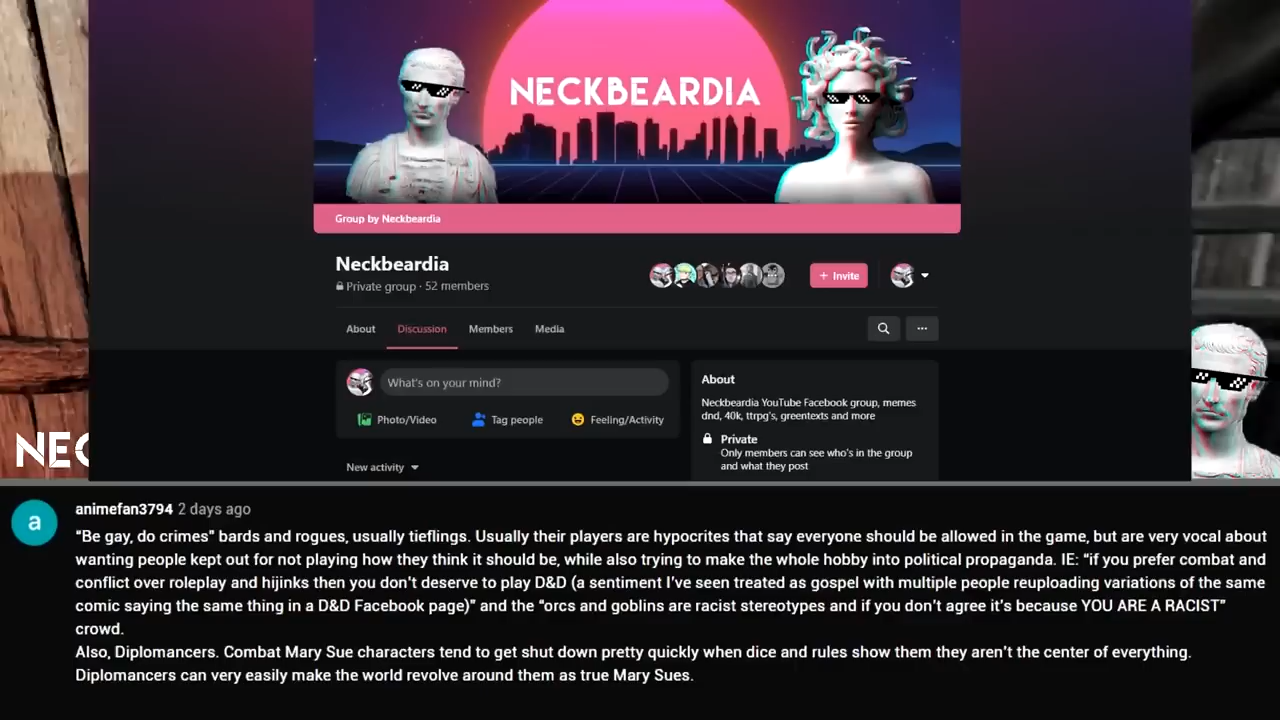 NECKBEARDIA
Group by Neckbeardia
Neckbeardia
Private group · 52 members
+ Invite
About
Discussion
Members
Media
...
What's on your mind?
Photo/Video
Tag people
Feeling/Activity
New activity
About
Neckbeardia YouTube Facebook group, memes
dnd, 40k, ttrpg's, greentexts and more
Private
Only members can see who's in the group
and what they post
NEC
a
animefan3794 2 days ago
“Be gay, do crimes” bards and rogues, usually tieflings. Usually their players are hypocrites that say everyone should be allowed in the game, but are very vocal about
wanting people kept out for not playing how they think it should be, while also trying to make the whole hobby into political propaganda. IE: “if you prefer combat and
conflict over roleplay and hijinks then you don’t deserve to play D&D (a sentiment I’ve seen treated as gospel with multiple people reuploading variations of the same
comic saying the same thing in a D&D Facebook page)” and the “orcs and goblins are racist stereotypes and if you don’t agree it’s because YOU ARE A RACIST”
crowd.
Also, Diplomancers. Combat Mary Sue characters tend to get shut down pretty quickly when dice and rules show them they aren’t the center of everything.
Diplomancers can very easily make the world revolve around them as true Mary Sues.